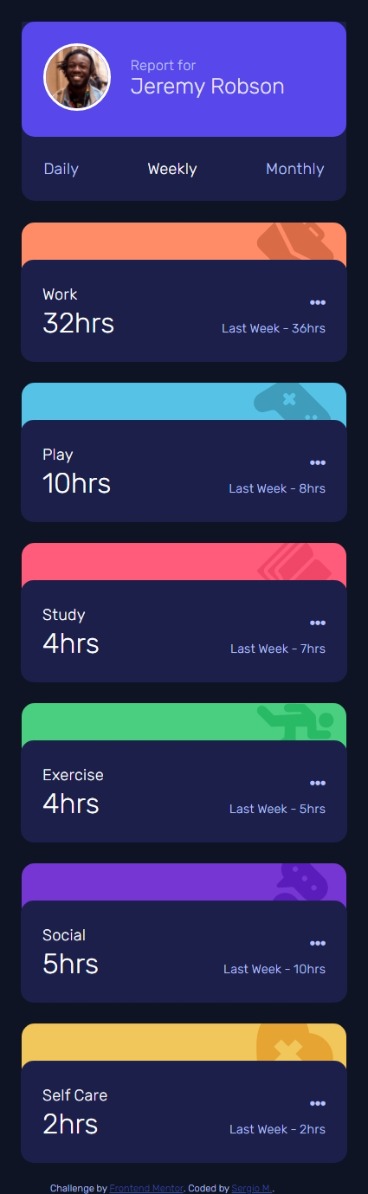 Report for
Jeremy Robson
Daily Weekly Monthly
Work
32hrs
Last Week - 36hrs
Play
10hrs
Last Week - 8hrs
Study
4hrs
Last Week - 7hrs
Exercise
4hrs
Last Week - 5hrs
Social
5hrs
Last Week - 10hrs
Self Care
2hrs
Last Week - 2hrs
Challenge by Frontend Mentor. Coded by Sergio M..